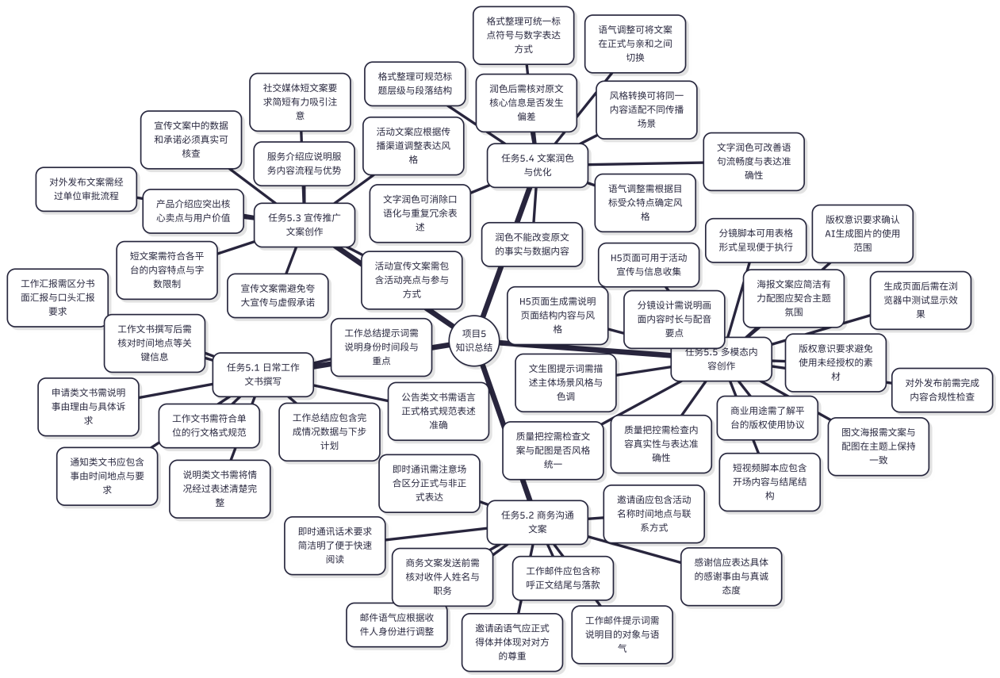 项目5
知识总结
任务5.1 日常工作
文书撰写
工作总结提示词需
说明身份时间段与
重点
工作总结应包含完
成情况数据与下步
计划
工作汇报需区分书
面汇报与口头汇报
要求
通知类文书应包含
事由时间地点与要
求
公告类文书需语言
正式格式规范表述
准确
申请类文书需说明
事由理由与具体诉
求
说明类文书需将情
况经过表述清楚完
整
工作文书需符合单
位的行文格式规范
工作文书撰写后需
核对时间地点等关
键信息
任务5.2 商务沟通
文案
工作邮件提示词需
说明目的对象与语
气
工作邮件应包含称
呼正文结尾与落款
邮件语气应根据收
件人身份进行调整
邀请函应包含活动
名称时间地点与联
系方式
邀请函语气应正式
得体并体现对对方
的尊重
感谢信应表达具体
的感谢事由与真诚
态度
即时通讯话术要求
简洁明了便于快速
阅读
即时通讯需注意场
合区分正式与非正
式表达
商务文案发送前需
核对收件人姓名与
职务
任务5.3 宣传推广
文案创作
活动宣传文案需包
含活动亮点与参与
方式
活动文案应根据传
播渠道调整表达风
格
产品介绍应突出核
心卖点与用户价值
服务介绍应说明服
务内容流程与优势
社交媒体短文案要
求简短有力吸引注
意
短文案需符合各平
台的内容特点与字
数限制
宣传文案需避免夸
大宣传与虚假承诺
宣传文案中的数据
和承诺必须真实可
核查
对外发布文案需经
过单位审批流程
任务5.4 文案润色
与优化
文字润色可改善语
句流畅度与表达准
确性
文字润色可消除口
语化与重复冗余表
述
风格转换可将同一
内容适配不同传播
场景
语气调整可将文案
在正式与亲和之间
切换
语气调整需根据目
标受众特点确定风
格
格式整理可规范标
题层级与段落结构
格式整理可统一标
点符号与数字表达
方式
润色后需核对原文
核心信息是否发生
偏差
润色不能改变原文
的事实与数据内容
任务5.5 多模态内
容创作
文生图提示词需描
述主体场景风格与
色调
图文海报需文案与
配图在主题上保持
一致
海报文案应简洁有
力配图应契合主题
氛围
短视频脚本应包含
开场内容与结尾结
构
分镜设计需说明画
面内容时长与配音
要点
分镜脚本可用表格
形式呈现便于执行
H5页面可用于活动
宣传与信息收集
H5页面生成需说明
页面结构内容与风
格
生成页面后需在浏
览器中测试显示效
果
版权意识要求确认
AI生成图片的使用
范围
版权意识要求避免
使用未经授权的素
材
商业用途需了解平
台的版权使用协议
质量把控需检查内
容真实性与表达准
确性
质量把控需检查文
案与配图是否风格
统一
对外发布前需完成
内容合规性检查